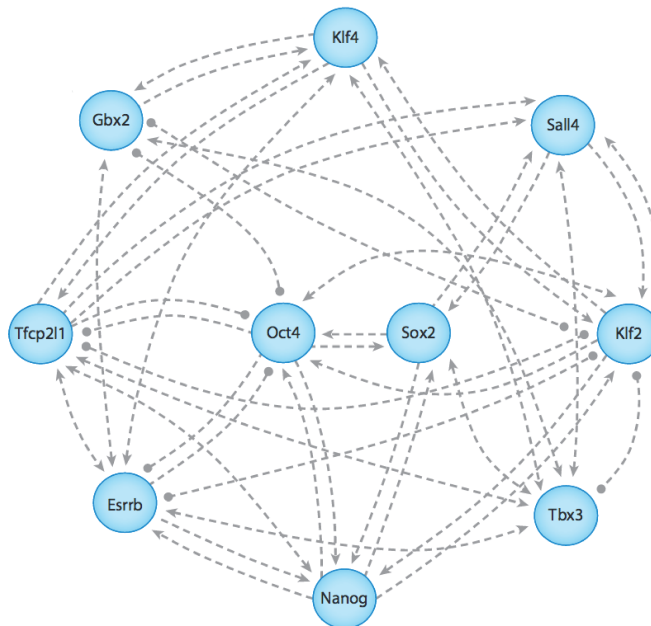 Klf4
Gbx2
Sall4
Tfcp2l1
Oct4
Sox2
Klf2
Esrrb
Tbx3
Nanog